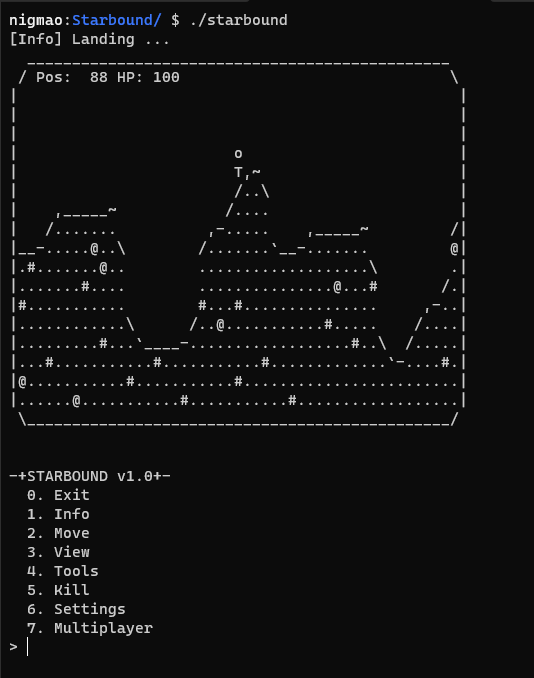 nigmao:Starbound/ $ ./starbound
[Info] Landing ...
   _______________________________________________
  / Pos:  88 HP: 100                              \
 |                                                 |
 |                                                 |
 |                                                 |
 |                        o                        |
 |                        T,~                      |
 |                        /..\                     |
 |    ,_____~            /....                     |
 |   /.......          ,-.....    ,_____~         /|
 |__-.....@..\        /.......`__-.......         @|
 |.#.......@..        ...................\        .|
 |.......#....        ...............@...#       /.|
 |#...........        #...#...............     ,-..|
 |............\      /..@...........#.....    /....|
 |.........#...`____-..................#..\  /.....|
 |...#...........#...........#.............`-....#.|
 |@...........#...........#........................|
 |......@...........#...........#..................|
  \_______________________________________________/
-+STARBOUND v1.0+-
  0. Exit
  1. Info
  2. Move
  3. View
  4. Tools
  5. Kill
  6. Settings
  7. Multiplayer
>